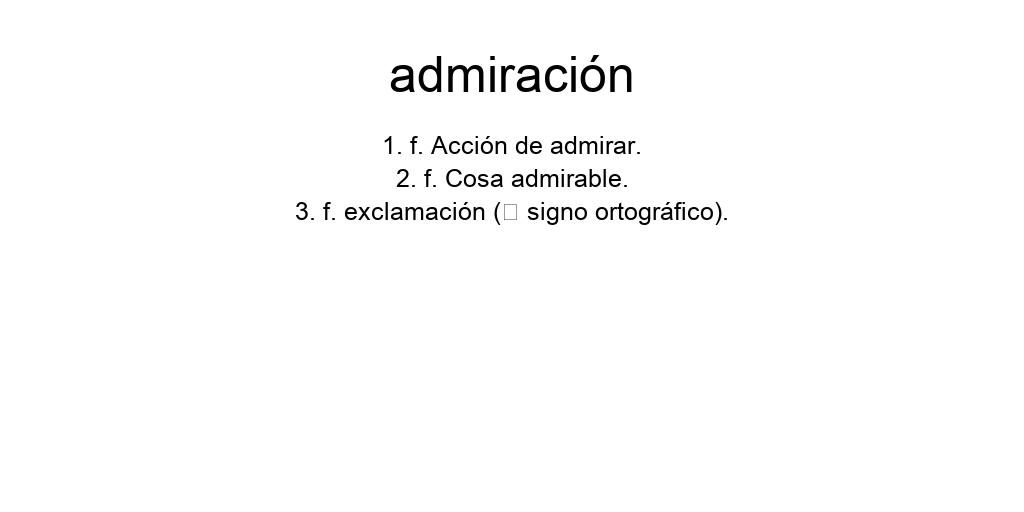 admiración
1. f. Acción de admirar.
2. f. Cosa admirable.
3. f. exclamación (□ signo ortográfico).